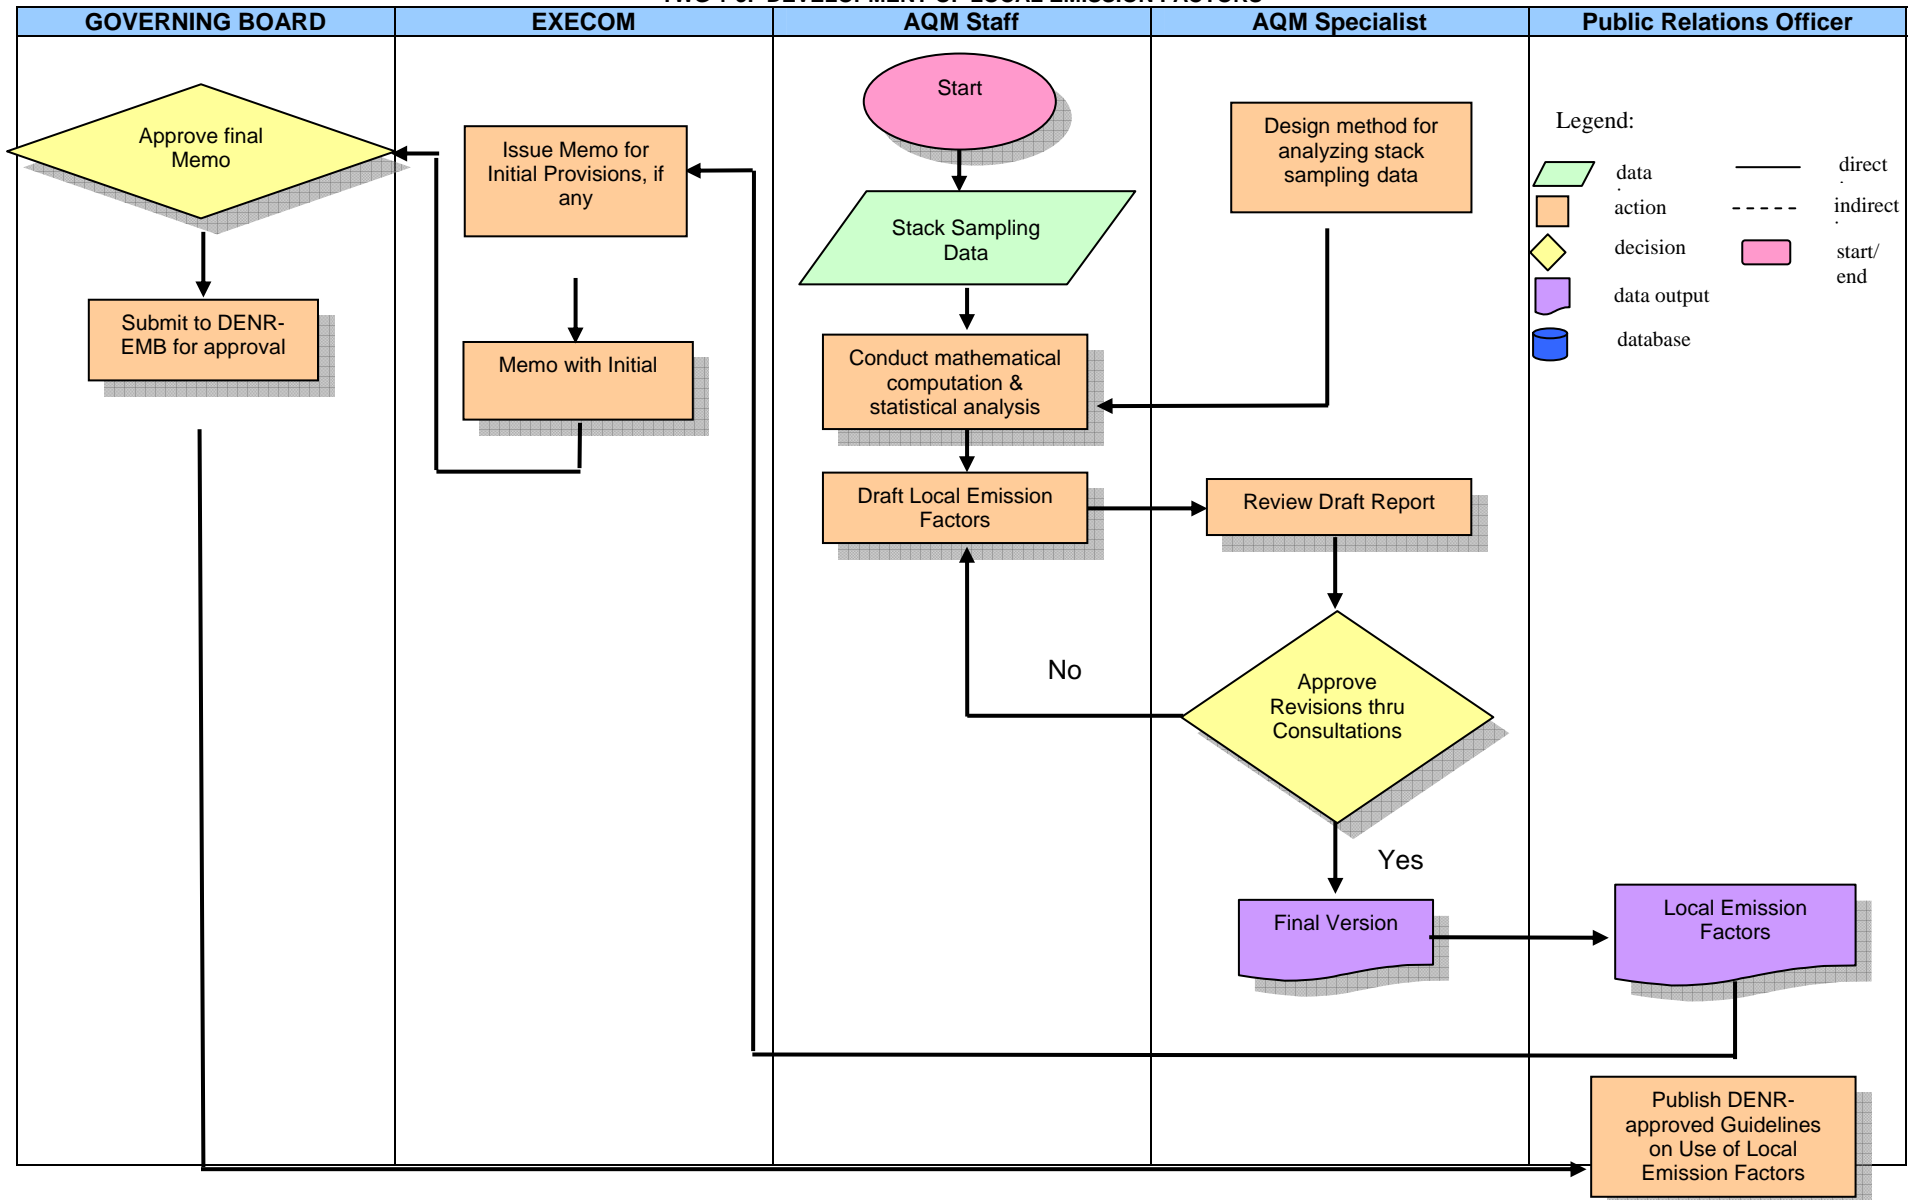 GOVERNING BOARD
EXECOM
AQM Staff
AQM Specialist
Public Relations Officer
Approve final
Memo
Submit to DENR-
EMB for approval
Issue Memo for
Initial Provisions, if
any
Memo with Initial
Start
Stack Sampling
Data
Conduct mathematical
computation &
statistical analysis
Draft Local Emission
Factors
No
Design method for
analyzing stack
sampling data
Review Draft Report
Approve
Revisions thru
Consultations
Yes
Final Version
Legend:
data
action
decision
data output
database
direct
indirect
start/
end
Local Emission
Factors
Publish DENR-
approved Guidelines
on Use of Local
Emission Factors